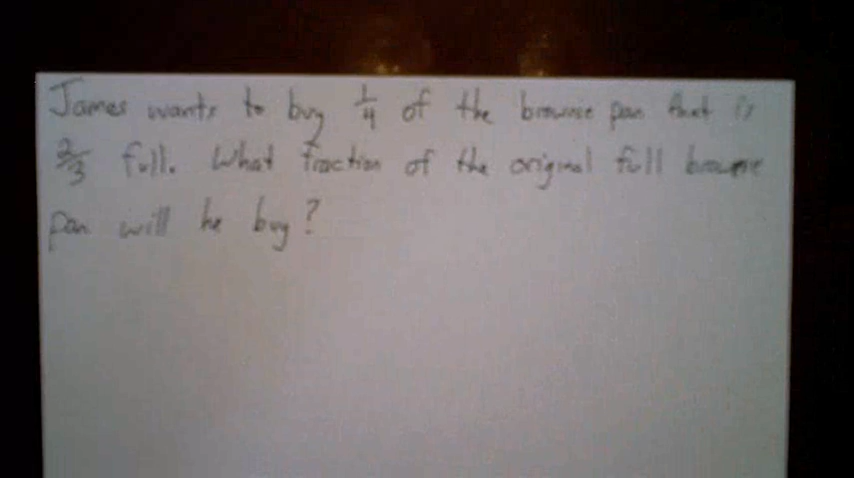 James wants to buy 1/4 of the brownie pan that is
2/3 full. What fraction of the original full brownie
pan will he buy?